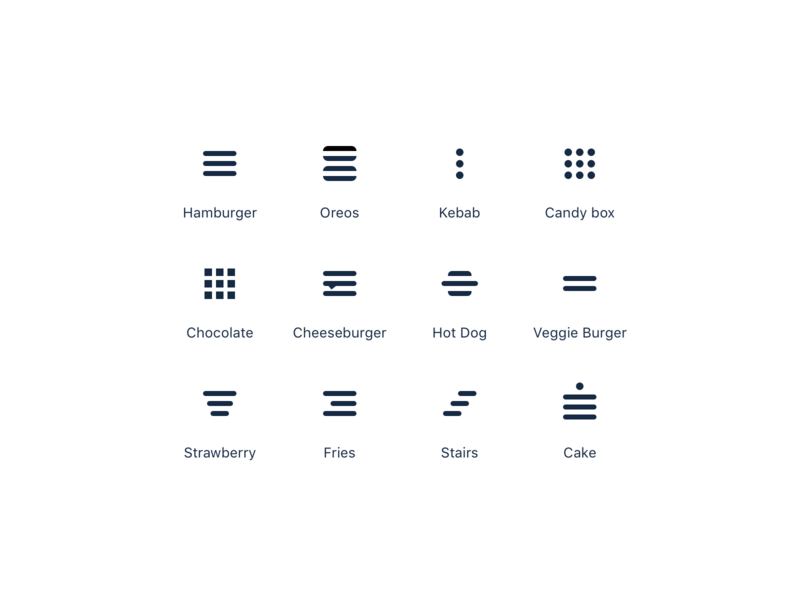 Hamburger
Oreos
Kebab
Candy box
Chocolate
Cheeseburger
Hot Dog
Veggie Burger
Strawberry
Fries
Stairs
Cake